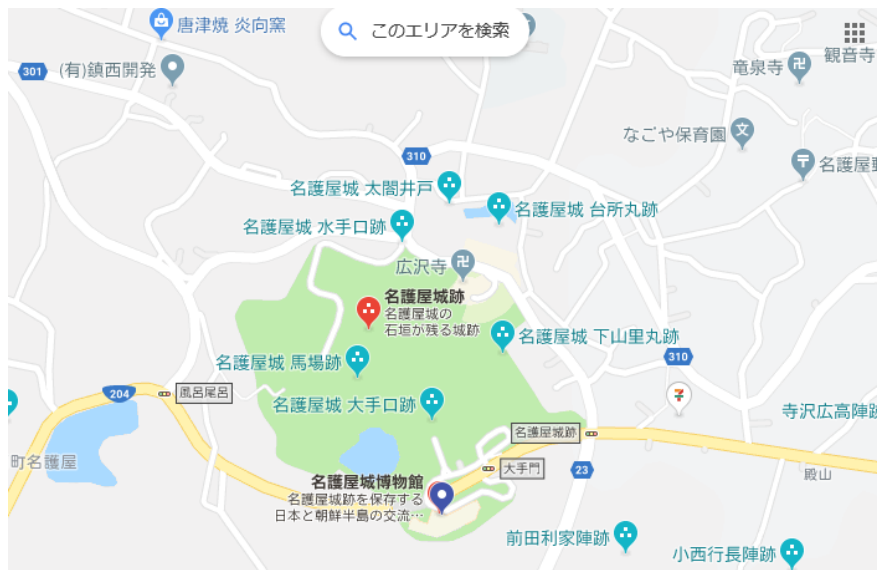 唐津焼 炎向窯
このエリアを検索
観音寺
竜泉寺
301
(有)鎮西開発
なごや保育園
310
名護屋城 太閤井戸
名護屋城 台所丸跡
名護屋城 水手口跡
広沢寺
名護屋城跡
名護屋城の
石垣が残る城跡
名護屋城 下山里丸跡
名護屋城 馬場跡
310
204
風呂尾呂
名護屋城 大手口跡
寺沢広高陣跡
名護屋城跡
町名護屋
大手門
23
殿山
名護屋城博物館
名護屋城跡を保存する
日本と朝鮮半島の交流…
前田利家陣跡
小西行長陣跡